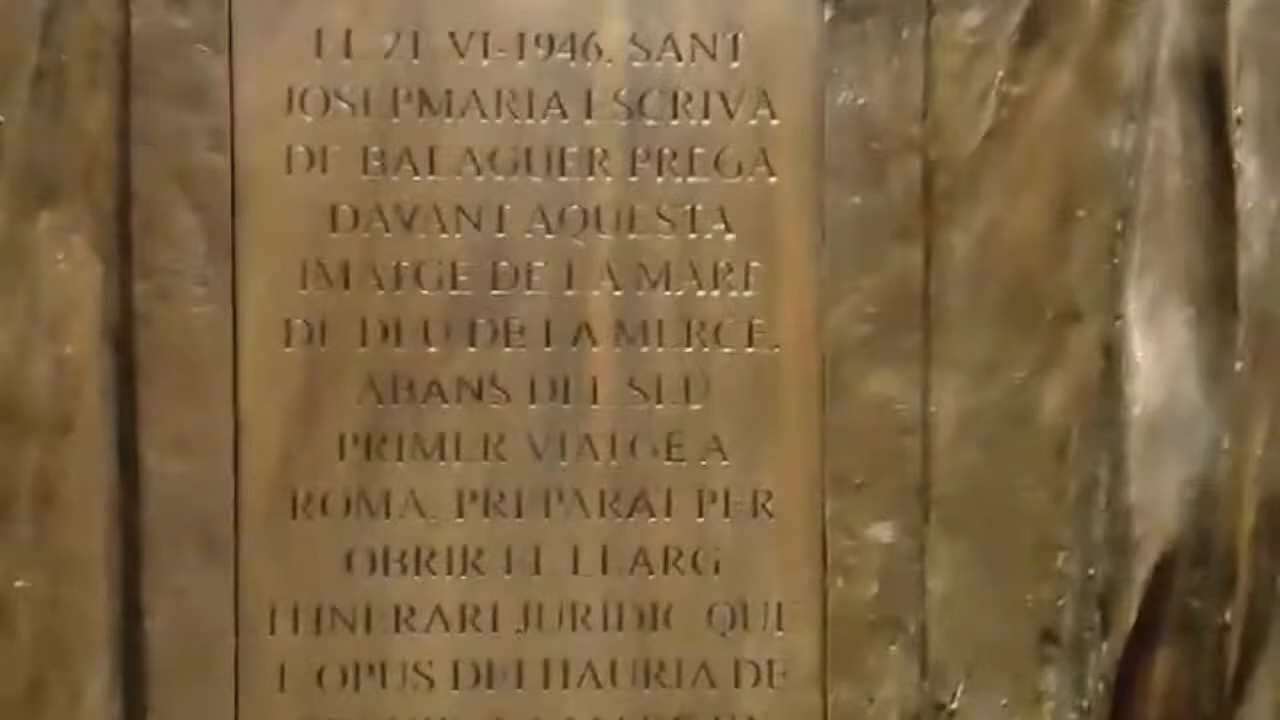 EL 21-VI-1946, SANT
JOSEPMARIA ESCRIVA
DE BALAGUER PREGA
DAVANT AQUESTA
IMATGE DE LA MARE
DE DEU DE LA MERCE,
ABANS DEL SEU
PRIMER VIATGE A
ROMA, PREPARAT PER
OBRIR EL LLARG
ITINERARI JURIDIC QUE
L'OPUS DEI HAURIA DE